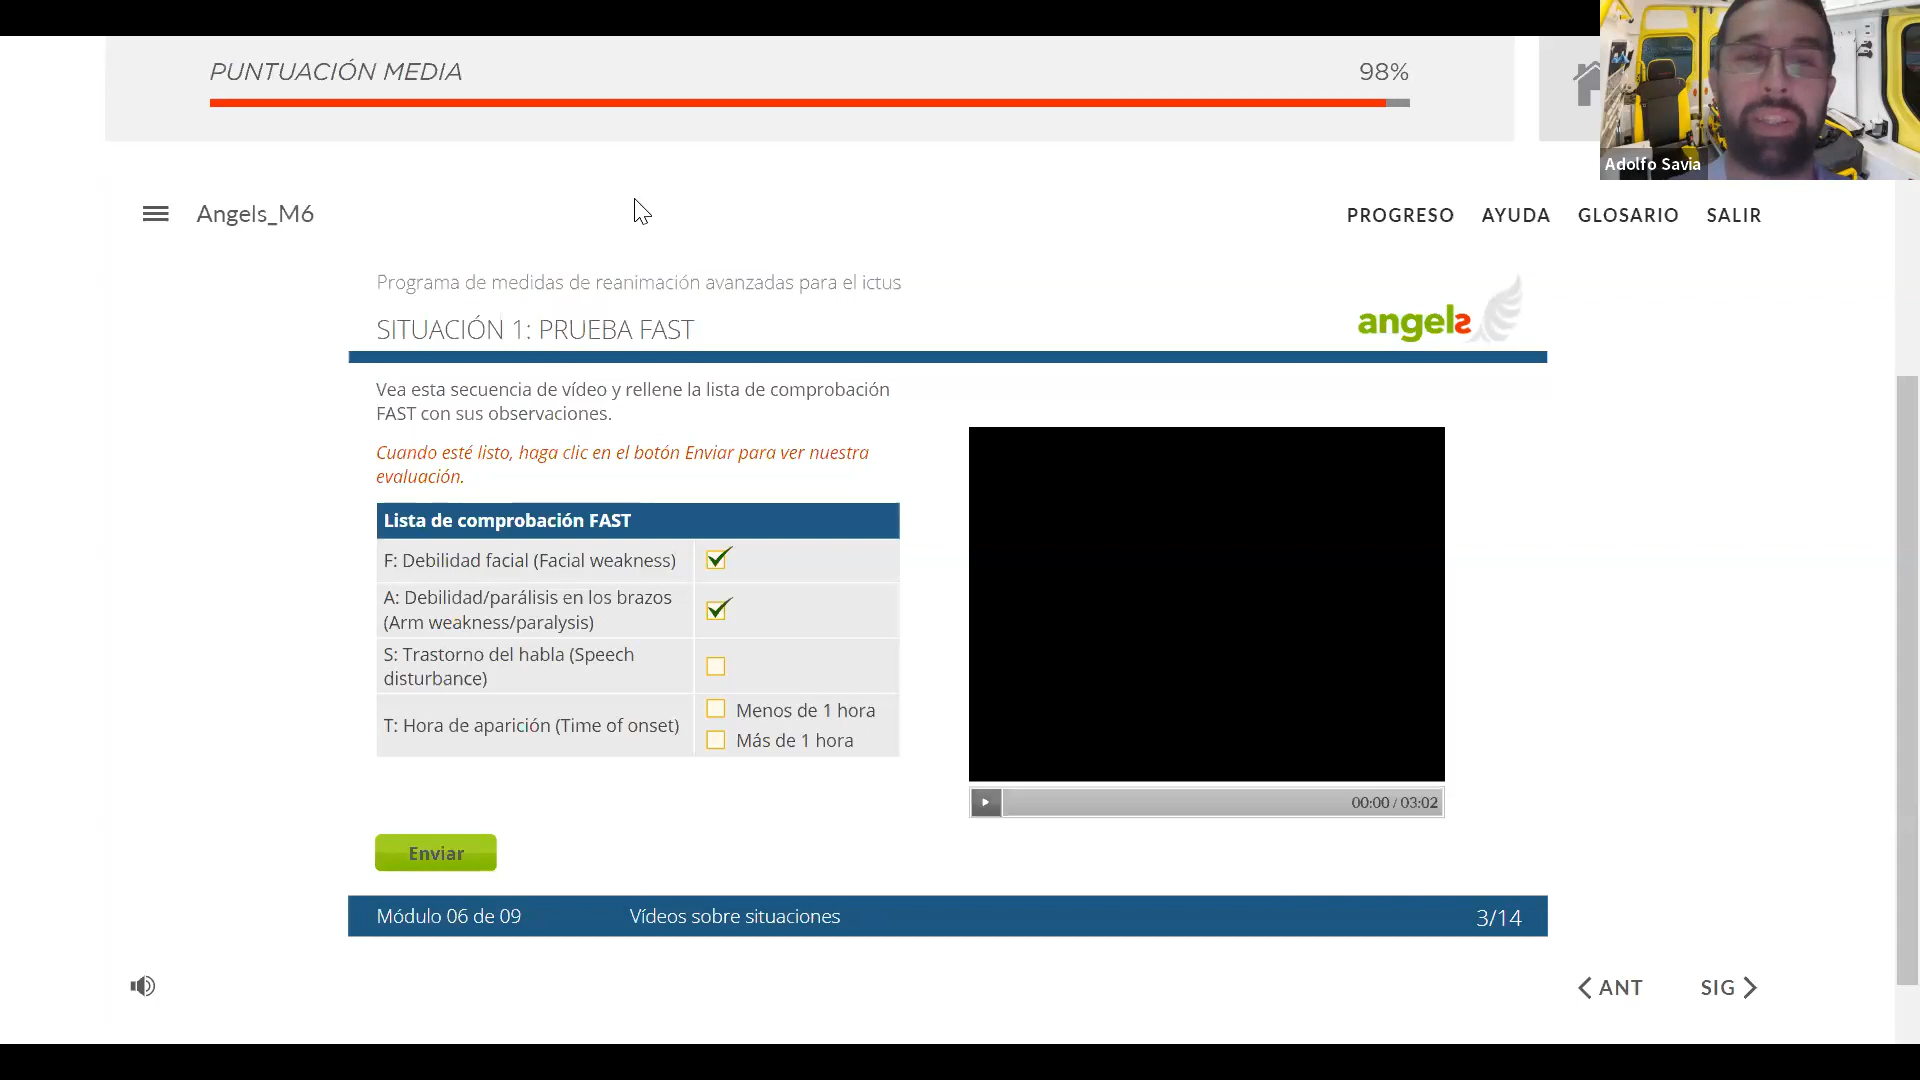 PUNTUACIÓN MEDIA
98%
Adolfo Savia
Angels_M6
PROGRESO AYUDA GLOSARIO SALIR
Programa de medidas de reanimación avanzadas para el ictus
SITUACIÓN 1: PRUEBA FAST
angels
Vea esta secuencia de vídeo y rellene la lista de comprobación
FAST con sus observaciones.
Cuando esté listo, haga clic en el botón Enviar para ver nuestra
evaluación.
Lista de comprobación FAST
F: Debilidad facial (Facial weakness)
A: Debilidad/parálisis en los brazos
(Arm weakness/paralysis)
S: Trastorno del habla (Speech
disturbance)
T: Hora de aparición (Time of onset)
Menos de 1 hora
Más de 1 hora
00:00 / 03:02
Enviar
Módulo 06 de 09
Vídeos sobre situaciones
3/14
ANT
SIG